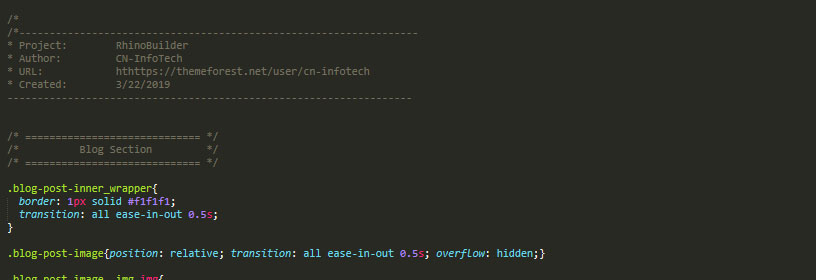 /*
/*-------------------------------------------------------------------
* Project: RhinoBuilder
* Author: CN-InfoTech
* URL: hthttps://themeforest.net/user/cn-infotech
* Created: 3/22/2019
--------------------------------------------------------------------
/* ============================= */
/* Blog Section */
/* ============================= */
.blog-post-inner_wrapper{
border: 1px solid #f1f1f1;
transition: all ease-in-out 0.5s;
}
.blog-post-image{position: relative; transition: all ease-in-out 0.5s; overflow: hidden;}
.blog-post-image .img img{